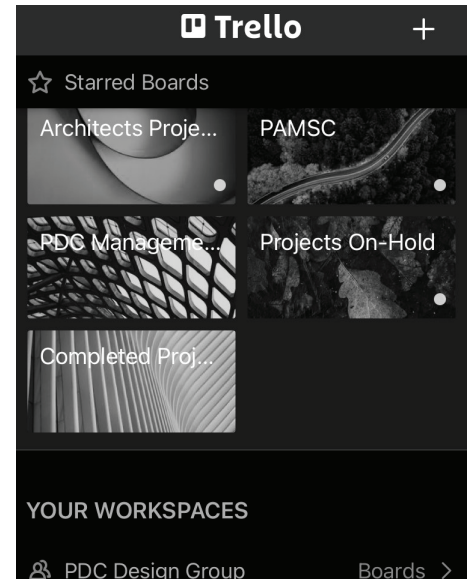 Trello
Starred Boards
Architects Proje...
PAMSC
PDC Manageme...
Projects On-Hold
Completed Proj...
YOUR WORKSPACES
PDC Design Group
Boards